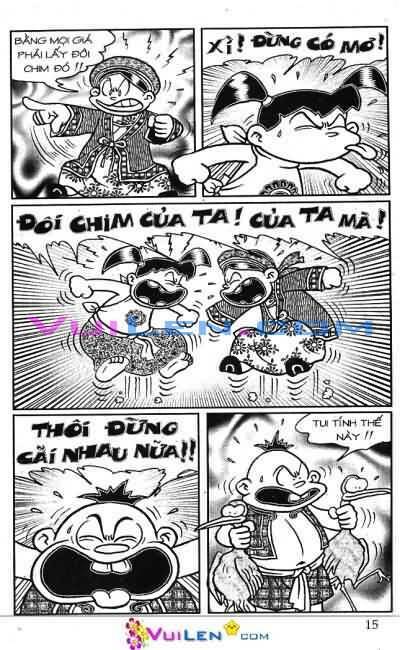 BẰNG MỌI GIÁ
PHẢI LẤY ĐÔI
CHIM ĐÓ !!
XÌ! ĐỪNG CÓ MƠ!
ĐÔI CHIM CỦA TA! CỦA TA MÀ!
VUILEN.COM
THÔI ĐỪNG
CÃI NHAU NỮA!!
TUI TÍNH THẾ
NÀY !!
15
VUILEN COM